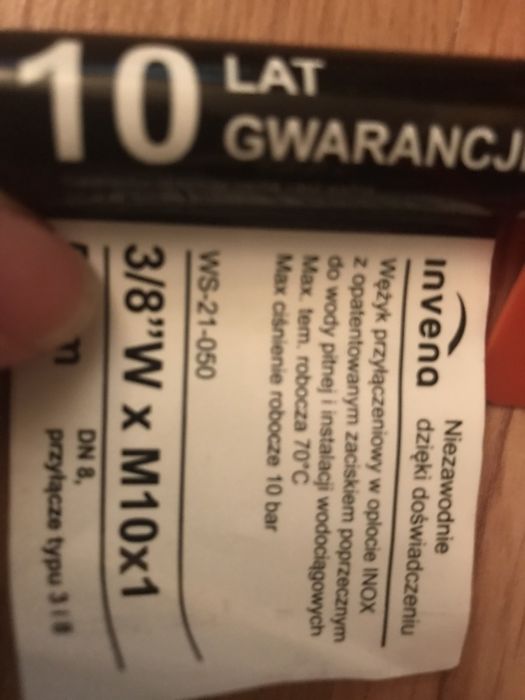 10 LAT
GWARANCJI
invena
Niezawodnie
dzięki doświadczeniu
Wężyk przyłączeniowy w oplocie INOX
z opatentowanym zaciskiem poprzecznym
do wody pitnej i instalacji wodociągowych
Max. tem. robocza 70°C
Max ciśnienie robocze 10 bar
WS-21-050
3/8"W x M10x1
DN 8,
przyłącze typu 3 i 8